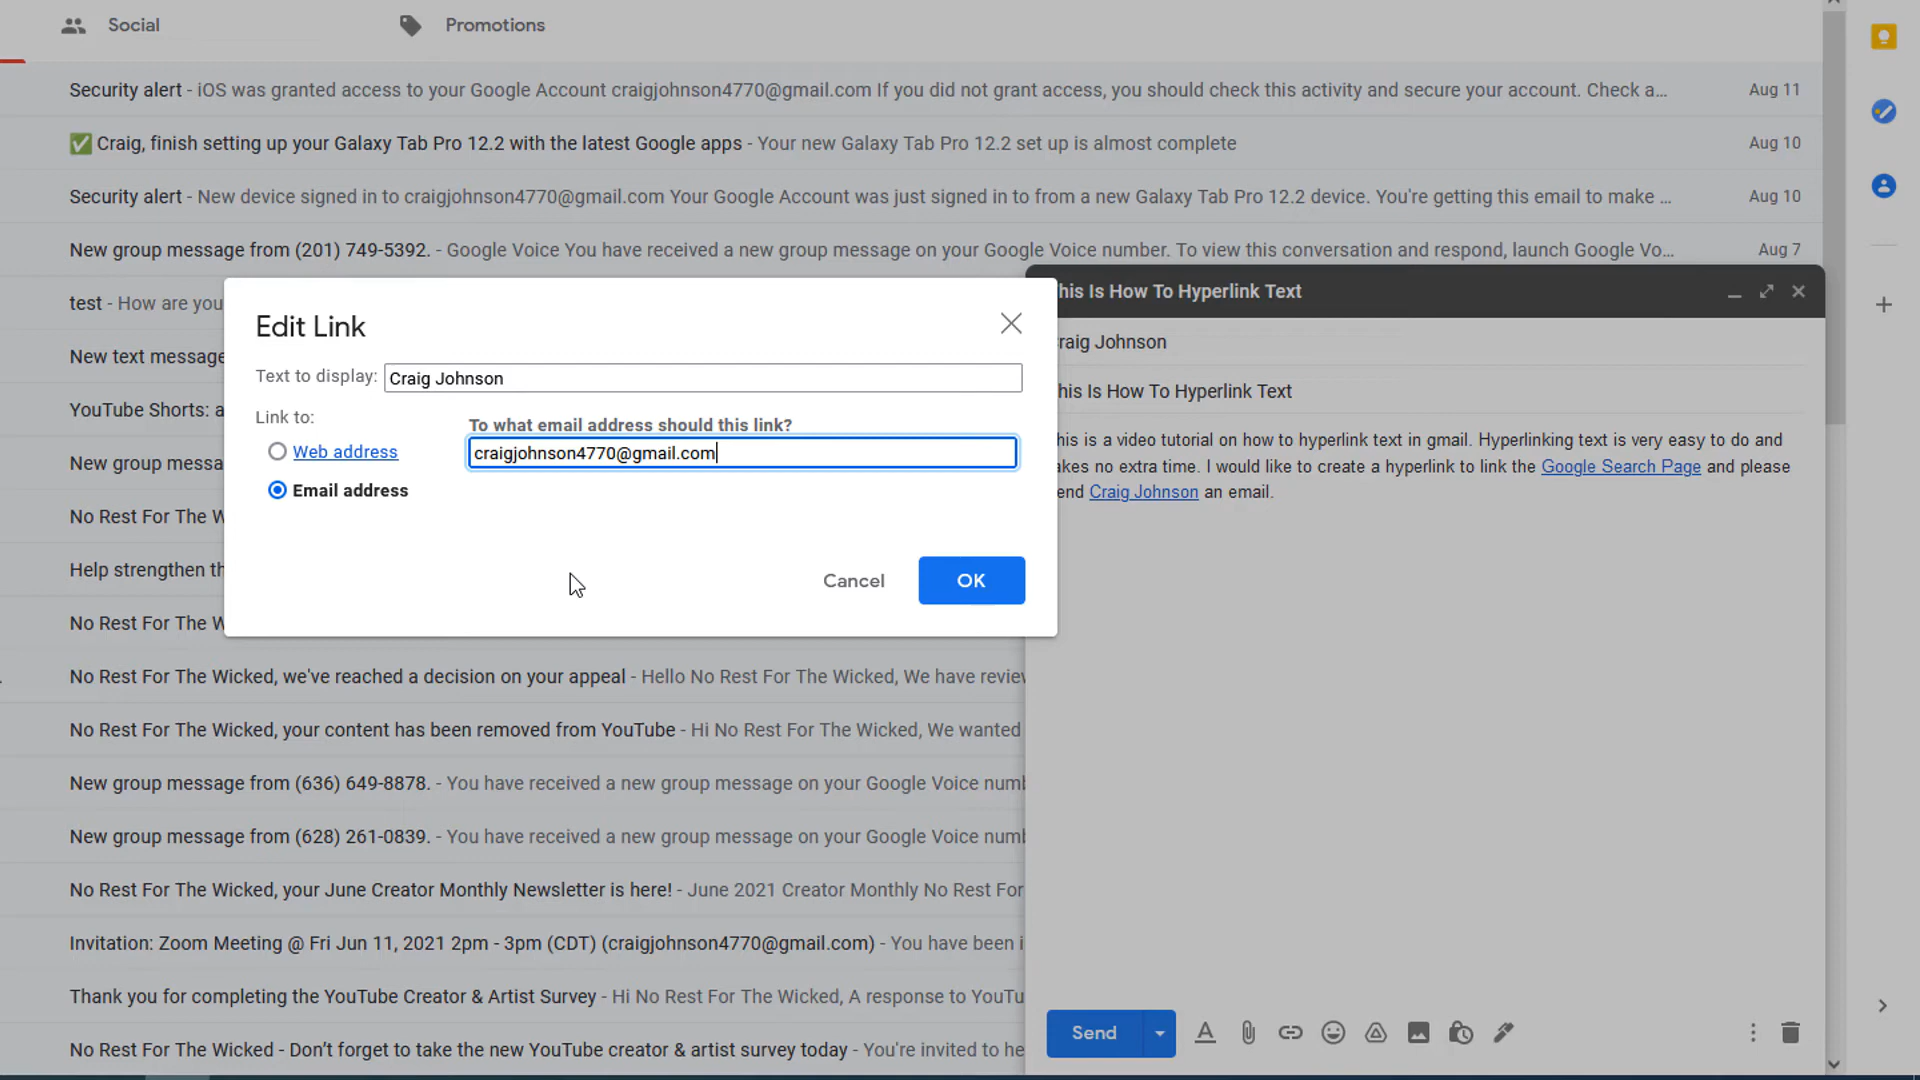 Social
Promotions
Security alert - iOS was granted access to your Google Account craigjohnson4770@gmail.com If you did not grant access, you should check this activity and secure your account. Check a... Aug 11
✅ Craig, finish setting up your Galaxy Tab Pro 12.2 with the latest Google apps - Your new Galaxy Tab Pro 12.2 set up is almost complete Aug 10
Security alert - New device signed in to craigjohnson4770@gmail.com Your Google Account was just signed in to from a new Galaxy Tab Pro 12.2 device. You're getting this email to make ... Aug 10
New group message from (201) 749-5392. - Google Voice You have received a new group message on your Google Voice number. To view this conversation and respond, launch Google Vo... Aug 7
test - How are you
New text message
YouTube Shorts: a
New group messa
No Rest For The W
Help strengthen th
No Rest For The W
No Rest For The Wicked, we've reached a decision on your appeal - Hello No Rest For The Wicked, We have review
No Rest For The Wicked, your content has been removed from YouTube - Hi No Rest For The Wicked, We wanted
New group message from (636) 649-8878. - You have received a new group message on your Google Voice numb
New group message from (628) 261-0839. - You have received a new group message on your Google Voice numb
No Rest For The Wicked, your June Creator Monthly Newsletter is here! - June 2021 Creator Monthly No Rest For
Invitation: Zoom Meeting @ Fri Jun 11, 2021 2pm - 3pm (CDT) (craigjohnson4770@gmail.com) - You have been i
Thank you for completing the YouTube Creator & Artist Survey - Hi No Rest For The Wicked, A response to YouTu
No Rest For The Wicked - Don't forget to take the new YouTube creator & artist survey today - You're invited to he
Edit Link
Text to display: Craig Johnson
Link to:
To what email address should this link?
Web address
craigjohnson4770@gmail.com
Email address
Cancel
OK
his Is How To Hyperlink Text
raig Johnson
his Is How To Hyperlink Text
his is a video tutorial on how to hyperlink text in gmail. Hyperlinking text is very easy to do and
akes no extra time. I would like to create a hyperlink to link the Google Search Page and please
end Craig Johnson an email.
Send